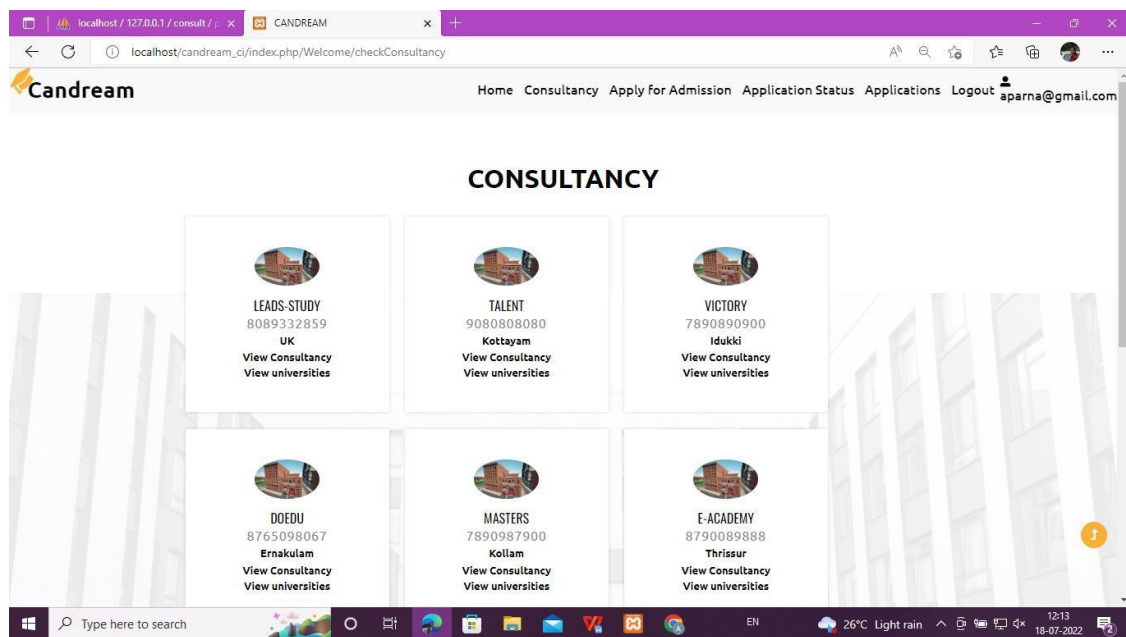 localhost / 127.0.0.1 / consult / p
CANDREAM
localhost/candream_ci/index.php/Welcome/checkConsultancy
Candream
Home Consultancy Apply for Admission Application Status Applications Logout aparna@gmail.com
CONSULTANCY
LEADS-STUDY
8089332859
UK
View Consultancy
View universities
TALENT
9080808080
Kottayam
View Consultancy
View universities
VICTORY
7890890900
Idukki
View Consultancy
View universities
DOEDU
8765098067
Ernakulam
View Consultancy
View universities
MASTERS
7890987900
Kollam
View Consultancy
View universities
E-ACADEMY
8790089888
Thrissur
View Consultancy
View universities
Type here to search
EN
26°C Light rain
12:13
18-07-2022
2